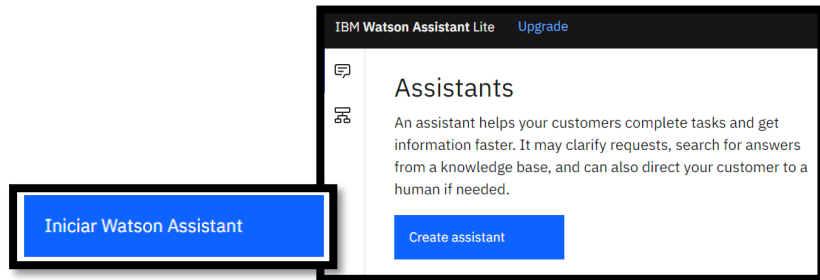 IBM Watson Assistant Lite Upgrade
Assistants
An assistant helps your customers complete tasks and get
information faster. It may clarify requests, search for answers
from a knowledge base, and can also direct your customer to a
human if needed.
Create assistant
Iniciar Watson Assistant